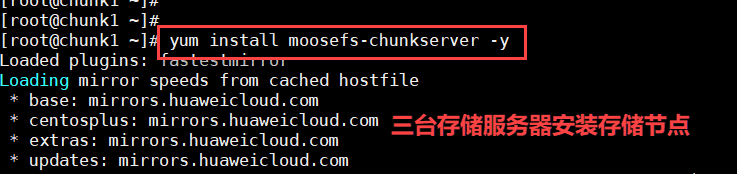 [root@chunk1 ~]#
[root@chunk1 ~]#
[root@chunk1 ~]# yum install moosefs-chunkserver -y
Loaded plugins: fastestmirror
Loading mirror speeds from cached hostfile
* base: mirrors.huaweicloud.com
* centosplus: mirrors.huaweicloud.com 三台存储服务器安装存储节点
* extras: mirrors.huaweicloud.com
* updates: mirrors.huaweicloud.com